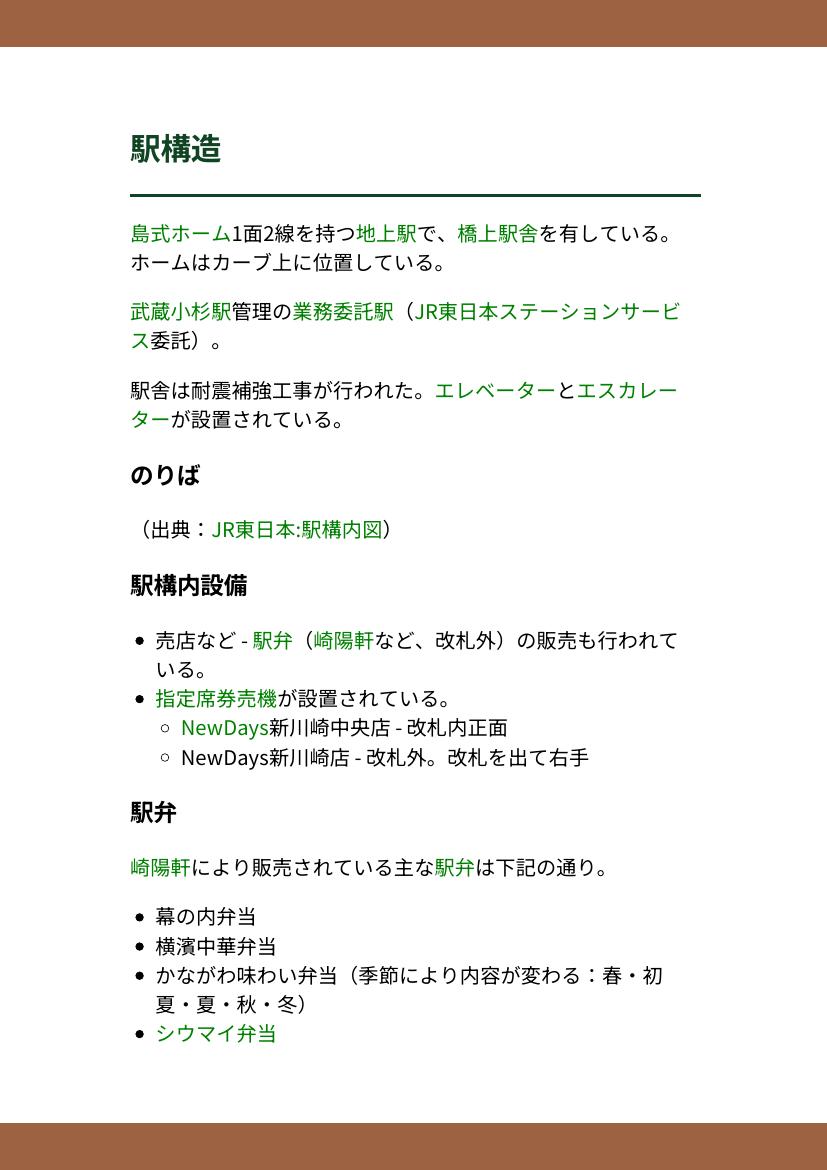 駅構造
島式ホーム1面2線を持つ地上駅で、橋上駅舎を有している。
ホームはカーブ上に位置している。
武蔵小杉駅管理の業務委託駅（JR東日本ステーションサービ
ス委託）。
駅舎は耐震補強工事が行われた。エレベーターとエスカレー
ターが設置されている。
のりば
（出典：JR東日本:駅構内図）
駅構内設備
• 売店など - 駅弁（崎陽軒など、改札外）の販売も行われて
いる。
• 指定席券売機が設置されている。
◦ NewDays新川崎中央店 - 改札内正面
◦ NewDays新川崎店 - 改札外。改札を出て右手
駅弁
崎陽軒により販売されている主な駅弁は下記の通り。
• 幕の内弁当
• 横濱中華弁当
• かながわ味わい弁当（季節により内容が変わる：春・初
夏・夏・秋・冬）
• シウマイ弁当